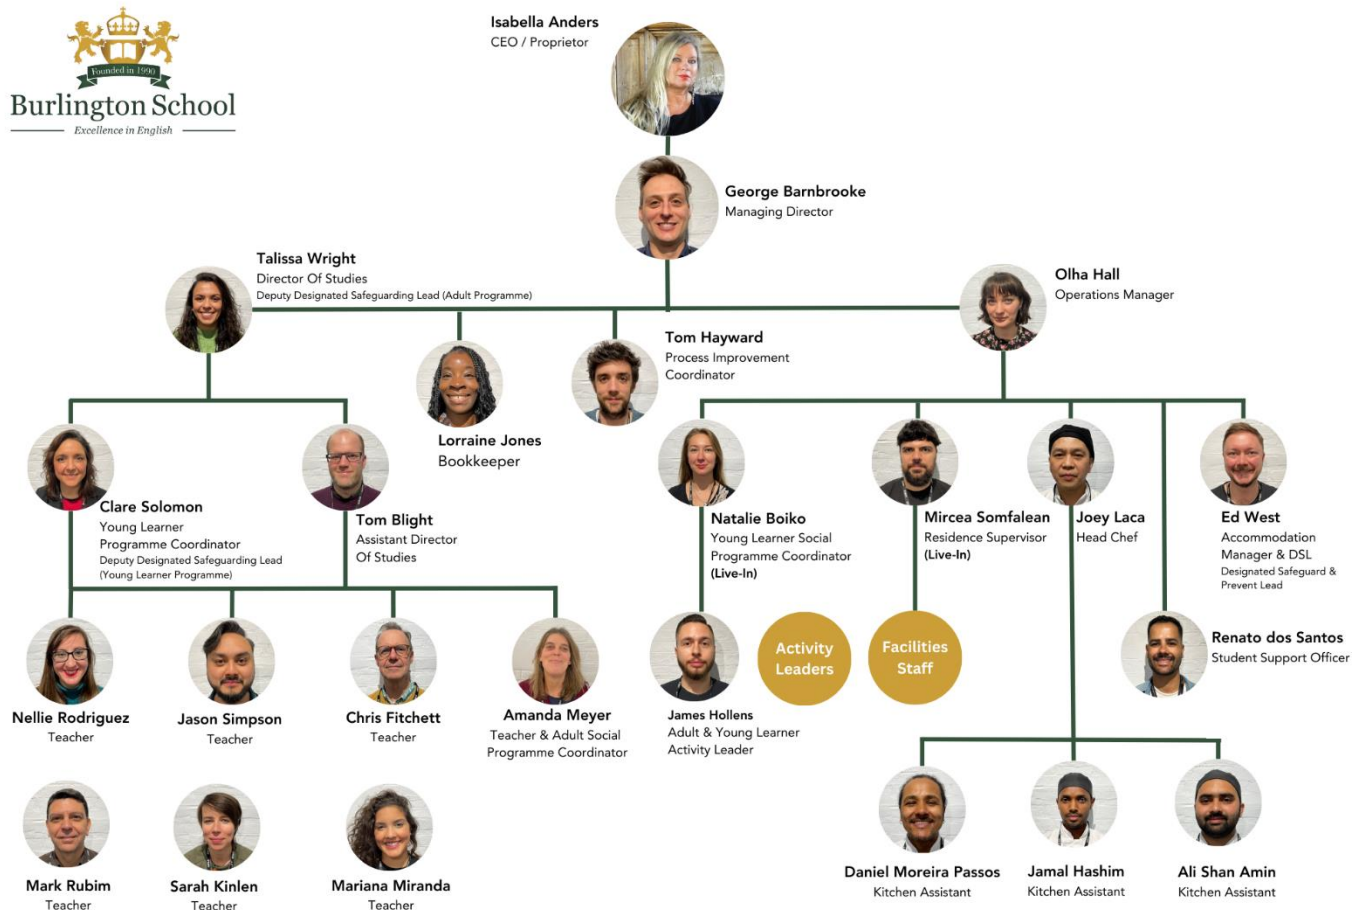 Founded in 1990
Burlington School
Excellence in English
Isabella Anders
CEO / Proprietor
George Barnbrooke
Managing Director
Talissa Wright
Director Of Studies
Deputy Designated Safeguarding Lead (Adult Programme)
Olha Hall
Operations Manager
Lorraine Jones
Bookkeeper
Tom Hayward
Process Improvement
Coordinator
Clare Solomon
Young Learner
Programme Coordinator
Deputy Designated Safeguarding Lead
(Young Learner Programme)
Tom Blight
Assistant Director
Of Studies
Natalie Boiko
Young Learner Social
Programme Coordinator
(Live-In)
Mircea Somfalean
Residence Supervisor
(Live-In)
Joey Laca
Head Chef
Ed West
Accommodation
Manager & DSL
Designated Safeguard &
Prevent Lead
Nellie Rodriguez
Teacher
Jason Simpson
Teacher
Chris Fitchett
Teacher
Amanda Meyer
Teacher & Adult Social
Programme Coordinator
James Hollens
Adult & Young Learner
Activity Leader
Activity
Leaders
Facilities
Staff
Renato dos Santos
Student Support Officer
Mark Rubim
Teacher
Sarah Kinlen
Teacher
Mariana Miranda
Teacher
Daniel Moreira Passos
Kitchen Assistant
Jamal Hashim
Kitchen Assistant
Ali Shan Amin
Kitchen Assistant